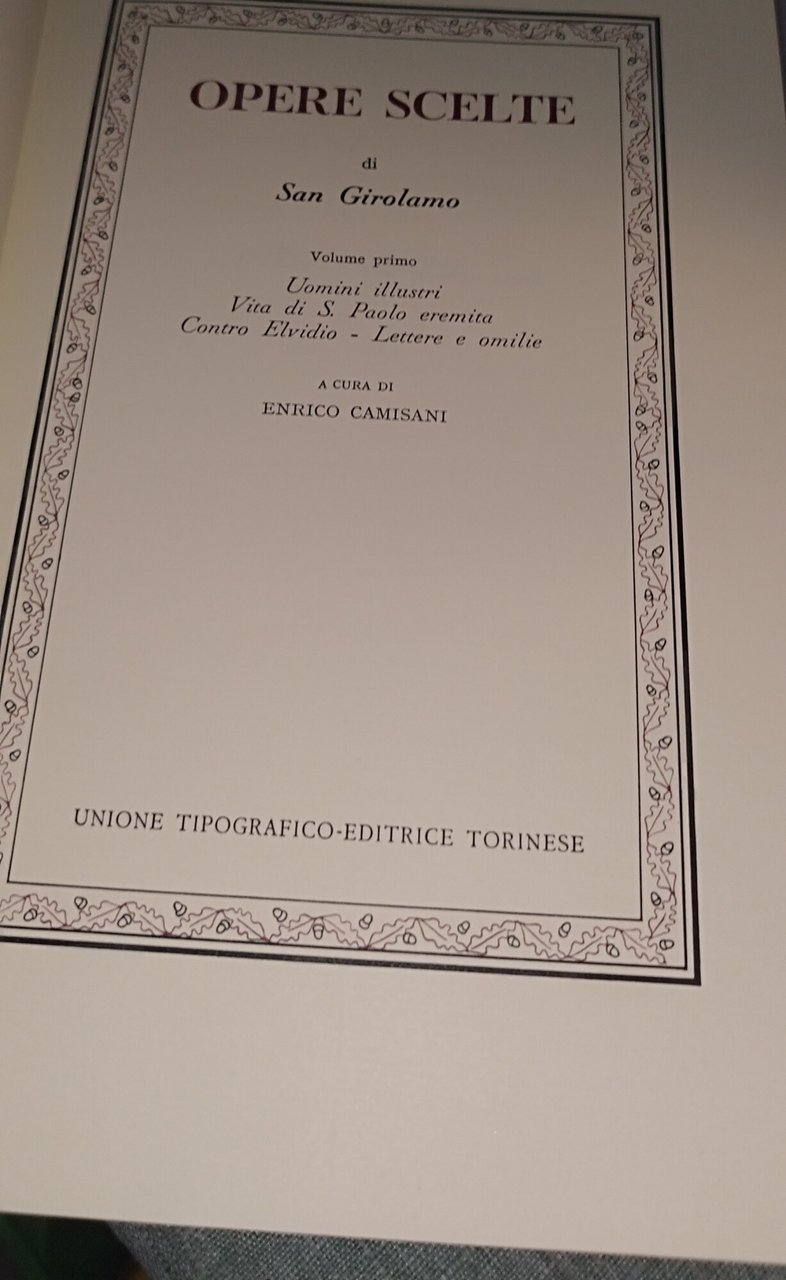 OPERE SCELTE
di
San Girolamo
Volume primo
Uomini illustri
Vita di S. Paolo eremita
Contro Elvidio - Lettere e omilie
A CURA DI
ENRICO CAMISANI
UNIONE TIPOGRAFICO-EDITRICE TORINESE